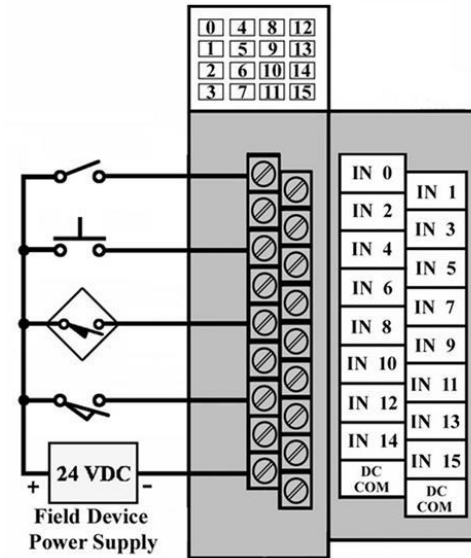 0 4 8 12
1 5 9 13
2 6 10 14
3 7 11 15
IN 0
IN 1
IN 2
IN 3
IN 4
IN 5
IN 6
IN 7
IN 8
IN 9
IN 10
IN 11
IN 12
IN 13
IN 14
IN 15
DC
COM
DC
COM
+ 24 VDC -
Field Device
Power Supply